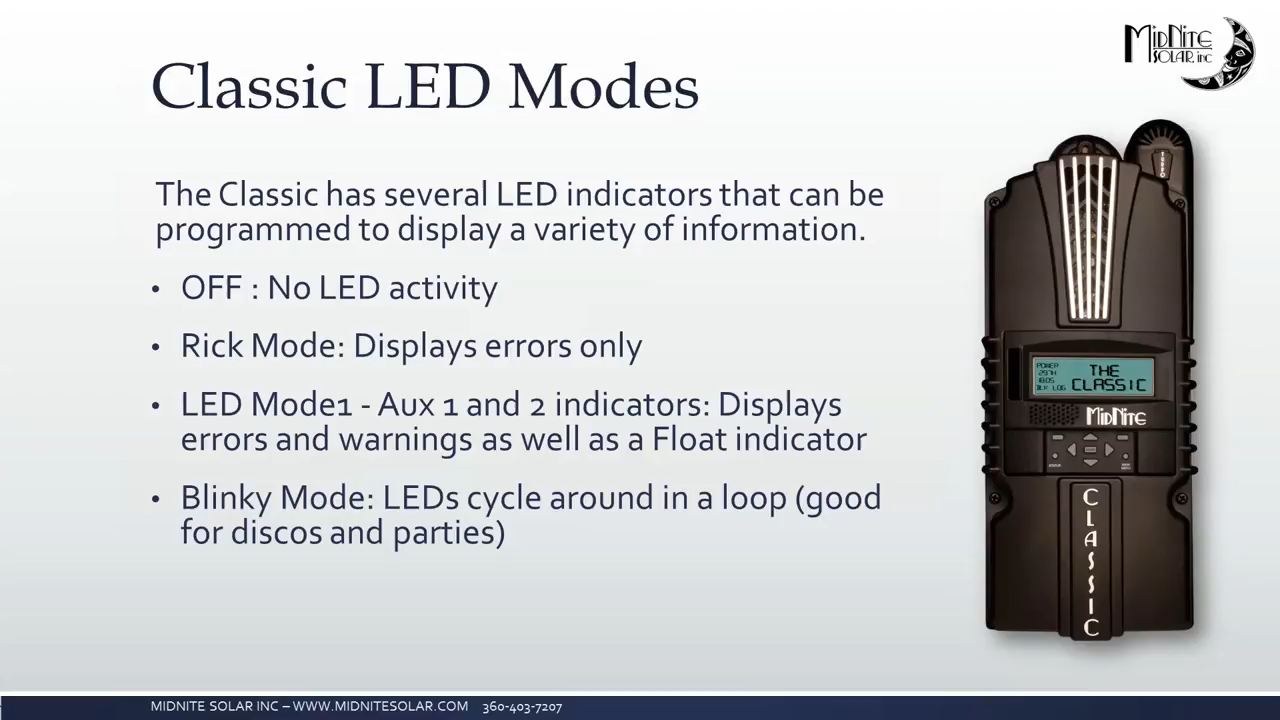 MidNite
SOLAR, inc
Classic LED Modes
The Classic has several LED indicators that can be
programmed to display a variety of information.
• OFF : No LED activity
• Rick Mode: Displays errors only
• LED Mode1 - Aux 1 and 2 indicators: Displays
errors and warnings as well as a Float indicator
• Blinky Mode: LEDs cycle around in a loop (good
for discos and parties)
POWER
THE
CLASSIC
MidNite
CLASSIC
MIDNITE SOLAR INC – WWW.MIDNITESOLAR.COM 360-403-7207